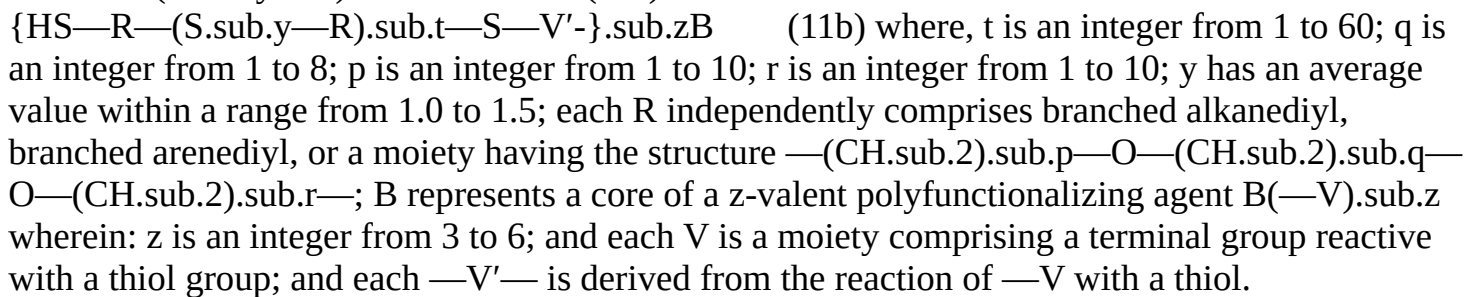 {HS—R—(S.sub.y—R).sub.t—S—V′-}.sub.zB (11b) where, t is an integer from 1 to 60; q is
an integer from 1 to 8; p is an integer from 1 to 10; r is an integer from 1 to 10; y has an average
value within a range from 1.0 to 1.5; each R independently comprises branched alkanediyl,
branched arenediyl, or a moiety having the structure —(CH.sub.2).sub.p—O—(CH.sub.2).sub.q—
O—(CH.sub.2).sub.r—; B represents a core of a z-valent polyfunctionalizing agent B(—V).sub.z
wherein: z is an integer from 3 to 6; and each V is a moiety comprising a terminal group reactive
with a thiol group; and each —V′— is derived from the reaction of —V with a thiol.